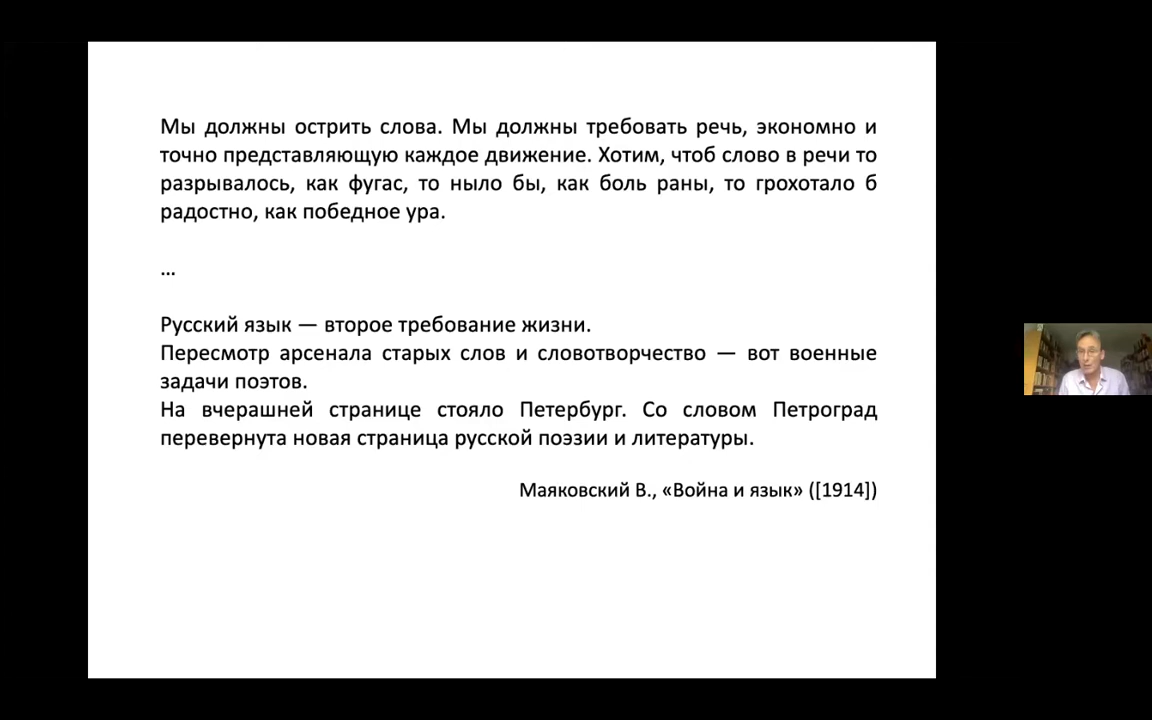 Мы должны острить слова. Мы должны требовать речь, экономно и
точно представляющую каждое движение. Хотим, чтоб слово в речи то
разрывалось, как фугас, то ныло бы, как боль раны, то грохотало б
радостно, как победное ура.
...
Русский язык — второе требование жизни.
Пересмотр арсенала старых слов и словотворчество — вот военные
задачи поэтов.
На вчерашней странице стояло Петербург. Со словом Петроград
перевернута новая страница русской поэзии и литературы.
Маяковский В., «Война и язык» ([1914])